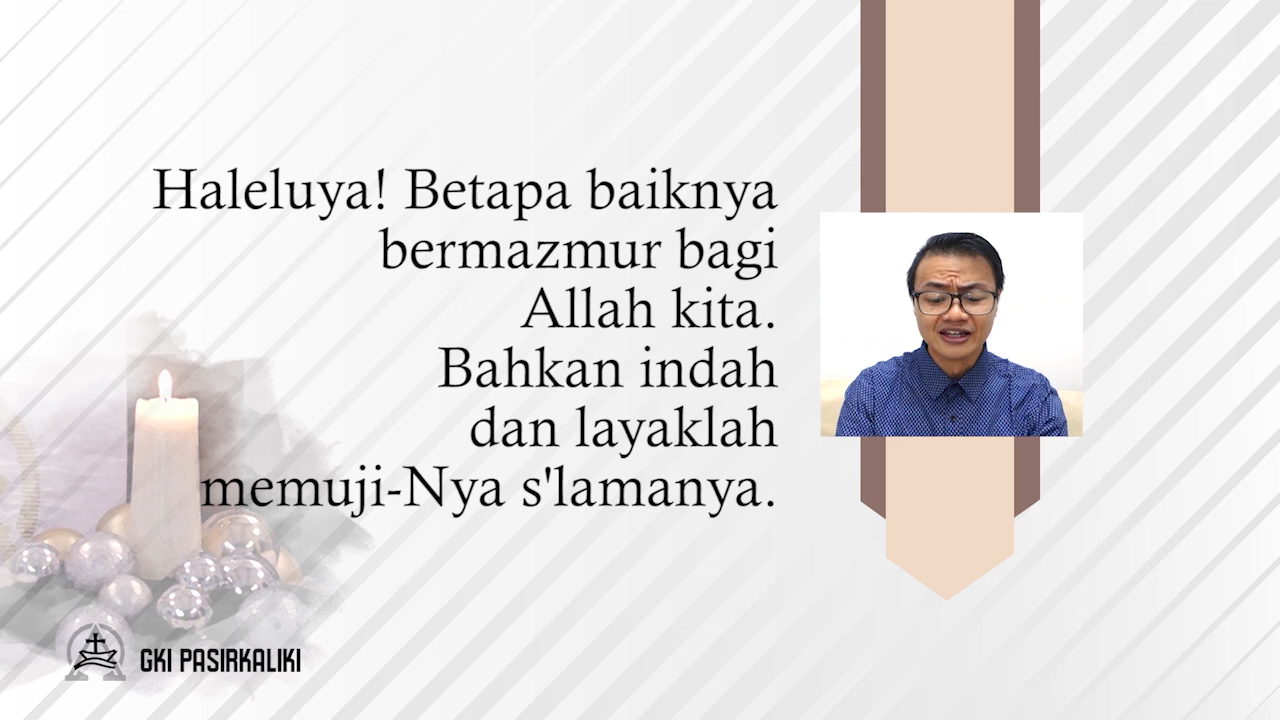 Haleluya! Betapa baiknya
bermazmur bagi
Allah kita.
Bahkan indah
dan layaklah
memuji-Nya s'lamanya.
GKI PASIRKALIKI